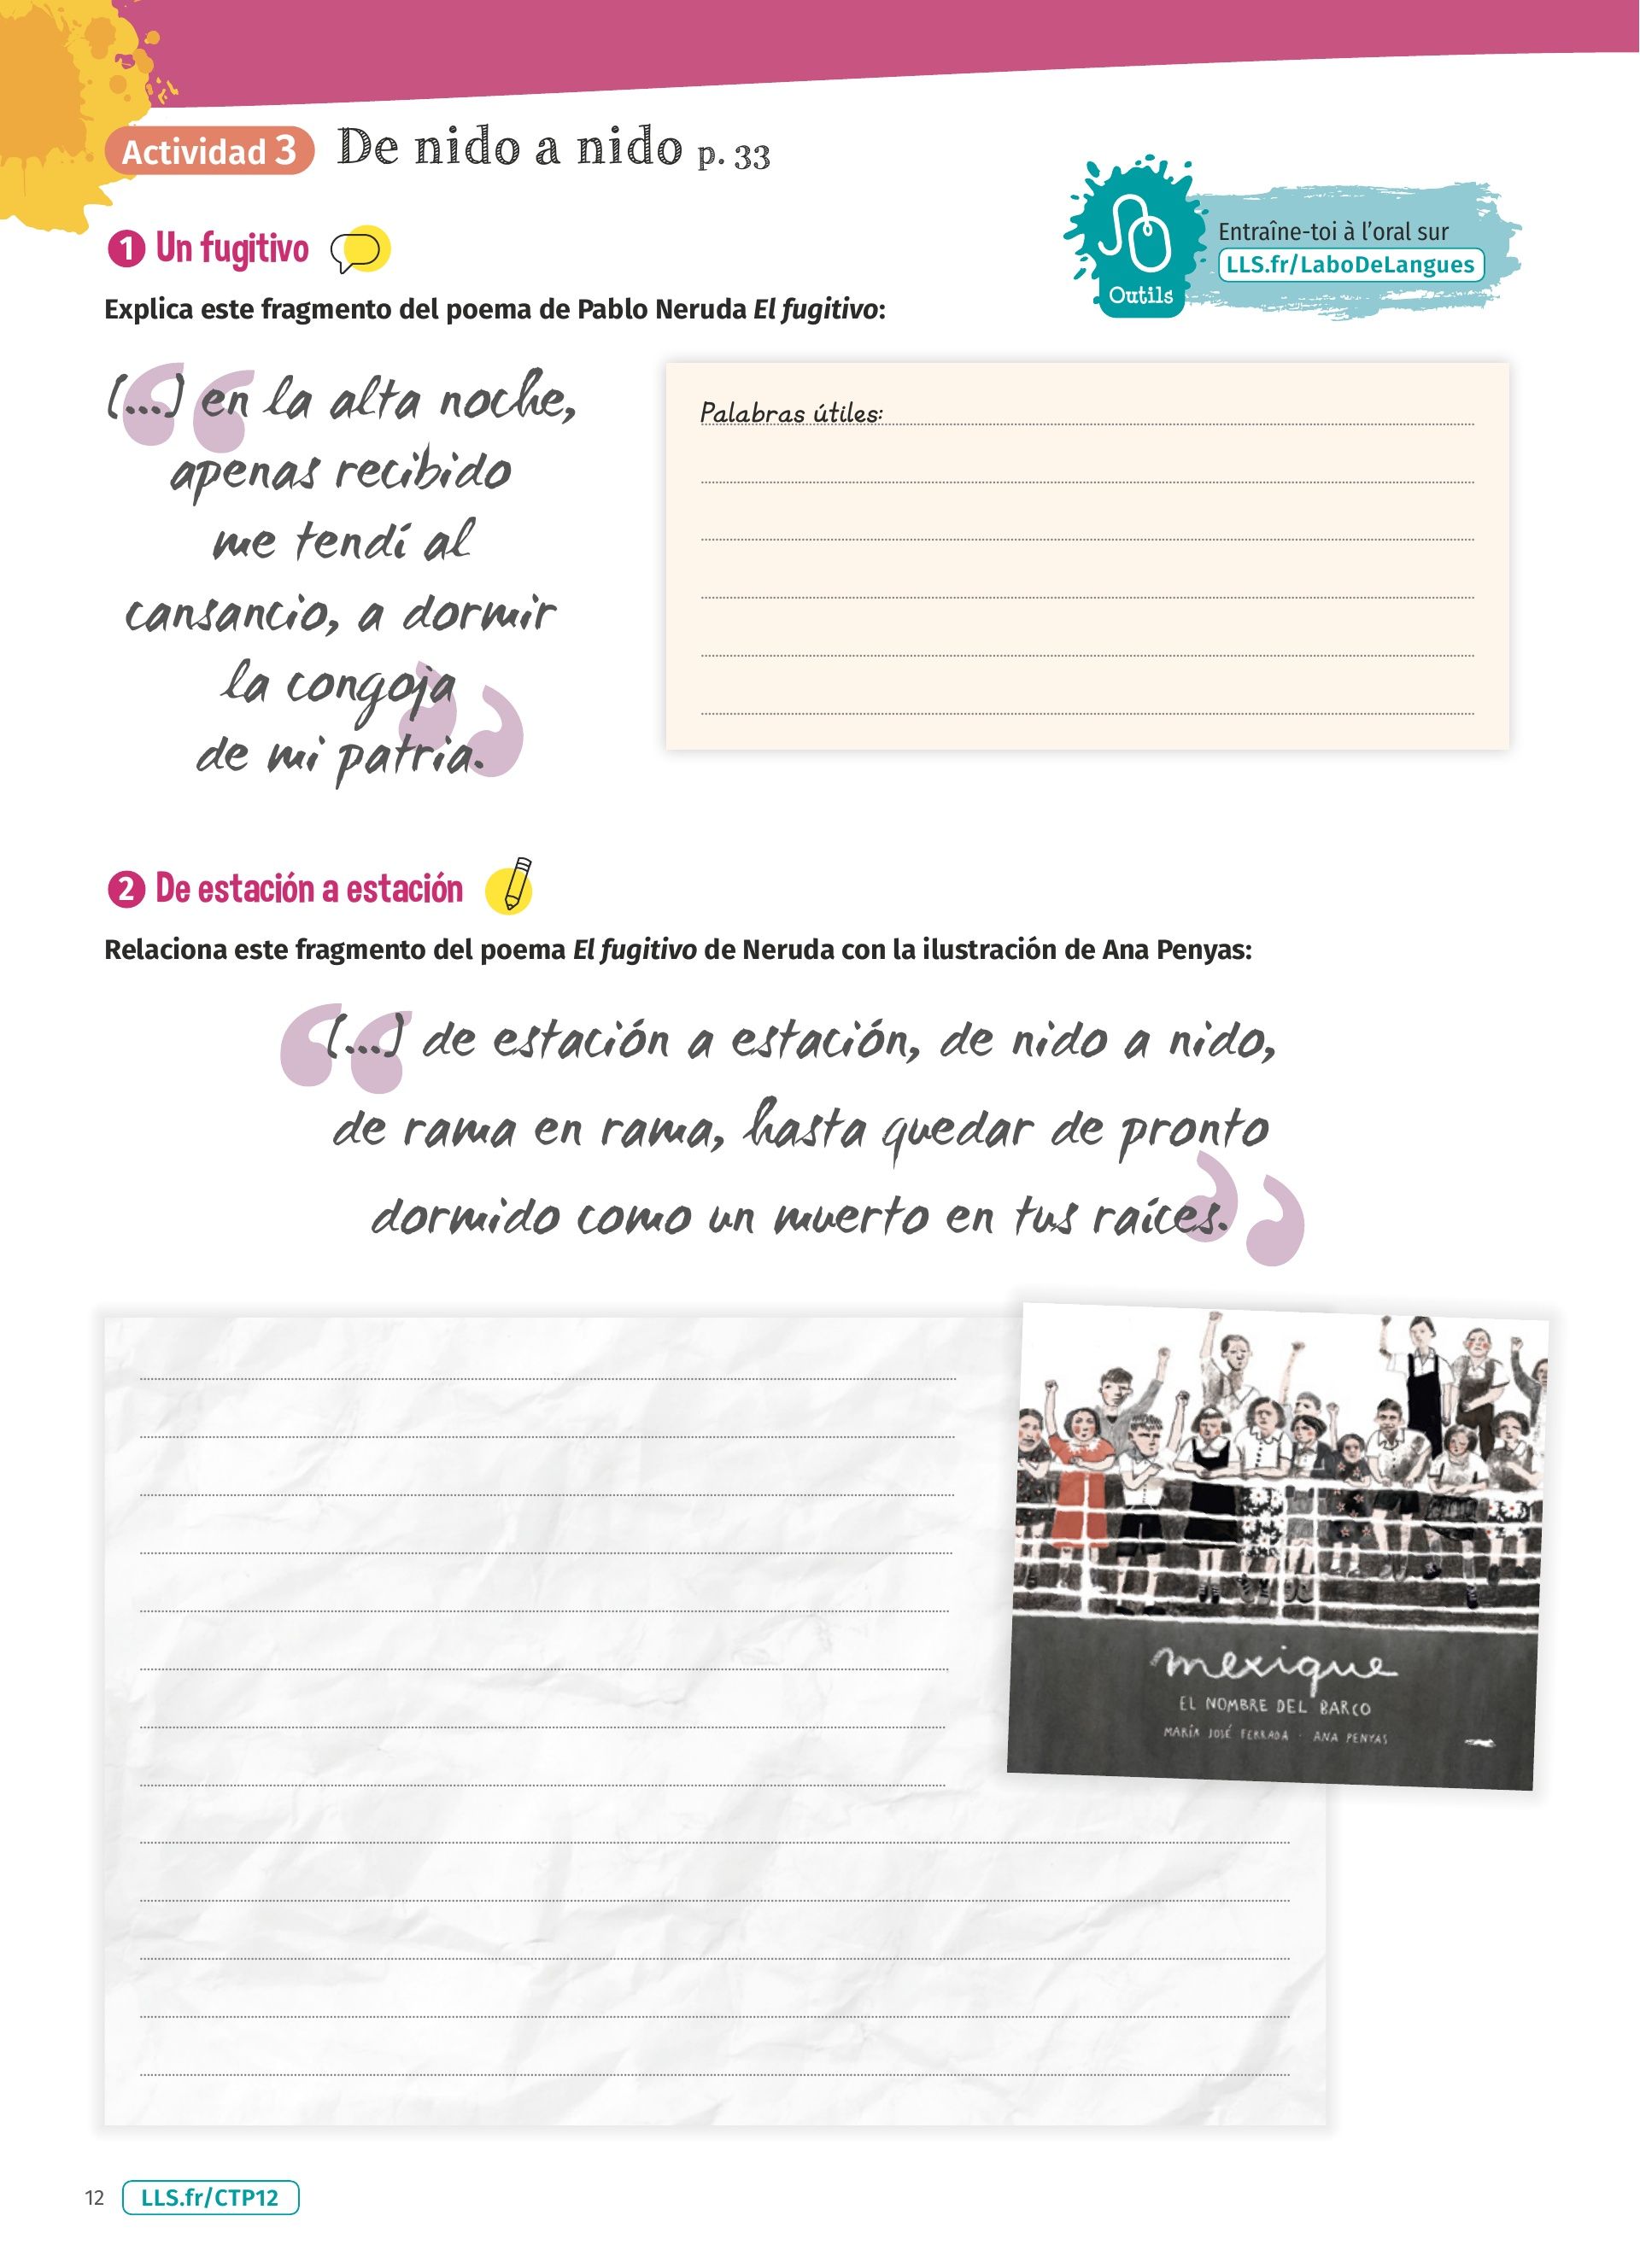 Actividad 3 De nido a nido p. 33
1 Un fugitivo
Entraîne-toi à l'oral sur
LLS.fr/LaboDeLangues
Outils
Explica este fragmento del poema de Pablo Neruda El fugitivo:
“(...) en la alta noche,
apenas recibido
me tendí al
cansancio, a dormir
la congoja
de mi patria.”
Palabras útiles:
2 De estación a estación
Relaciona este fragmento del poema El fugitivo de Neruda con la ilustración de Ana Penyas:
“(...) de estación a estación, de nido a nido,
de rama en rama, hasta quedar de pronto
dormido como un muerto en tus raíces.”
mexique
EL NOMBRE DEL BARCO
MARÍA JOSÉ FERRADA · ANA PENYAS
12 LLS.fr/CTP12